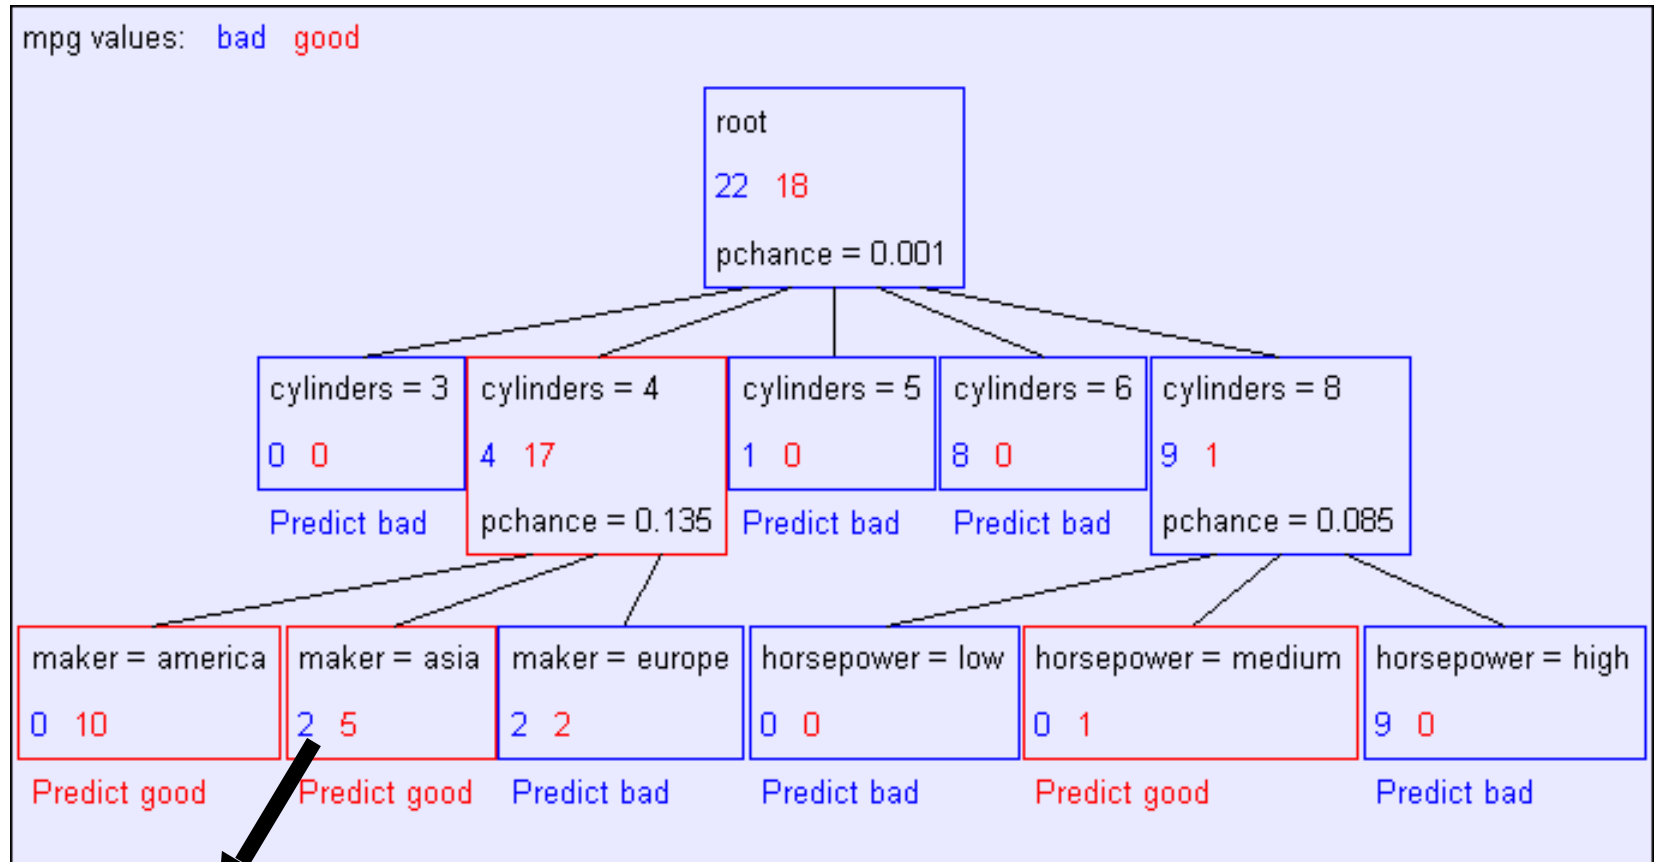 mpg values: bad good
root
22 18
pchance = 0.001
cylinders = 3
0 0
Predict bad
cylinders = 4
4 17
pchance = 0.135
cylinders = 5
1 0
Predict bad
cylinders = 6
8 0
Predict bad
cylinders = 8
9 1
pchance = 0.085
maker = america
0 10
Predict good
maker = asia
2 5
Predict good
maker = europe
2 2
Predict bad
horsepower = low
0 0
Predict bad
horsepower = medium
0 1
Predict good
horsepower = high
9 0
Predict bad